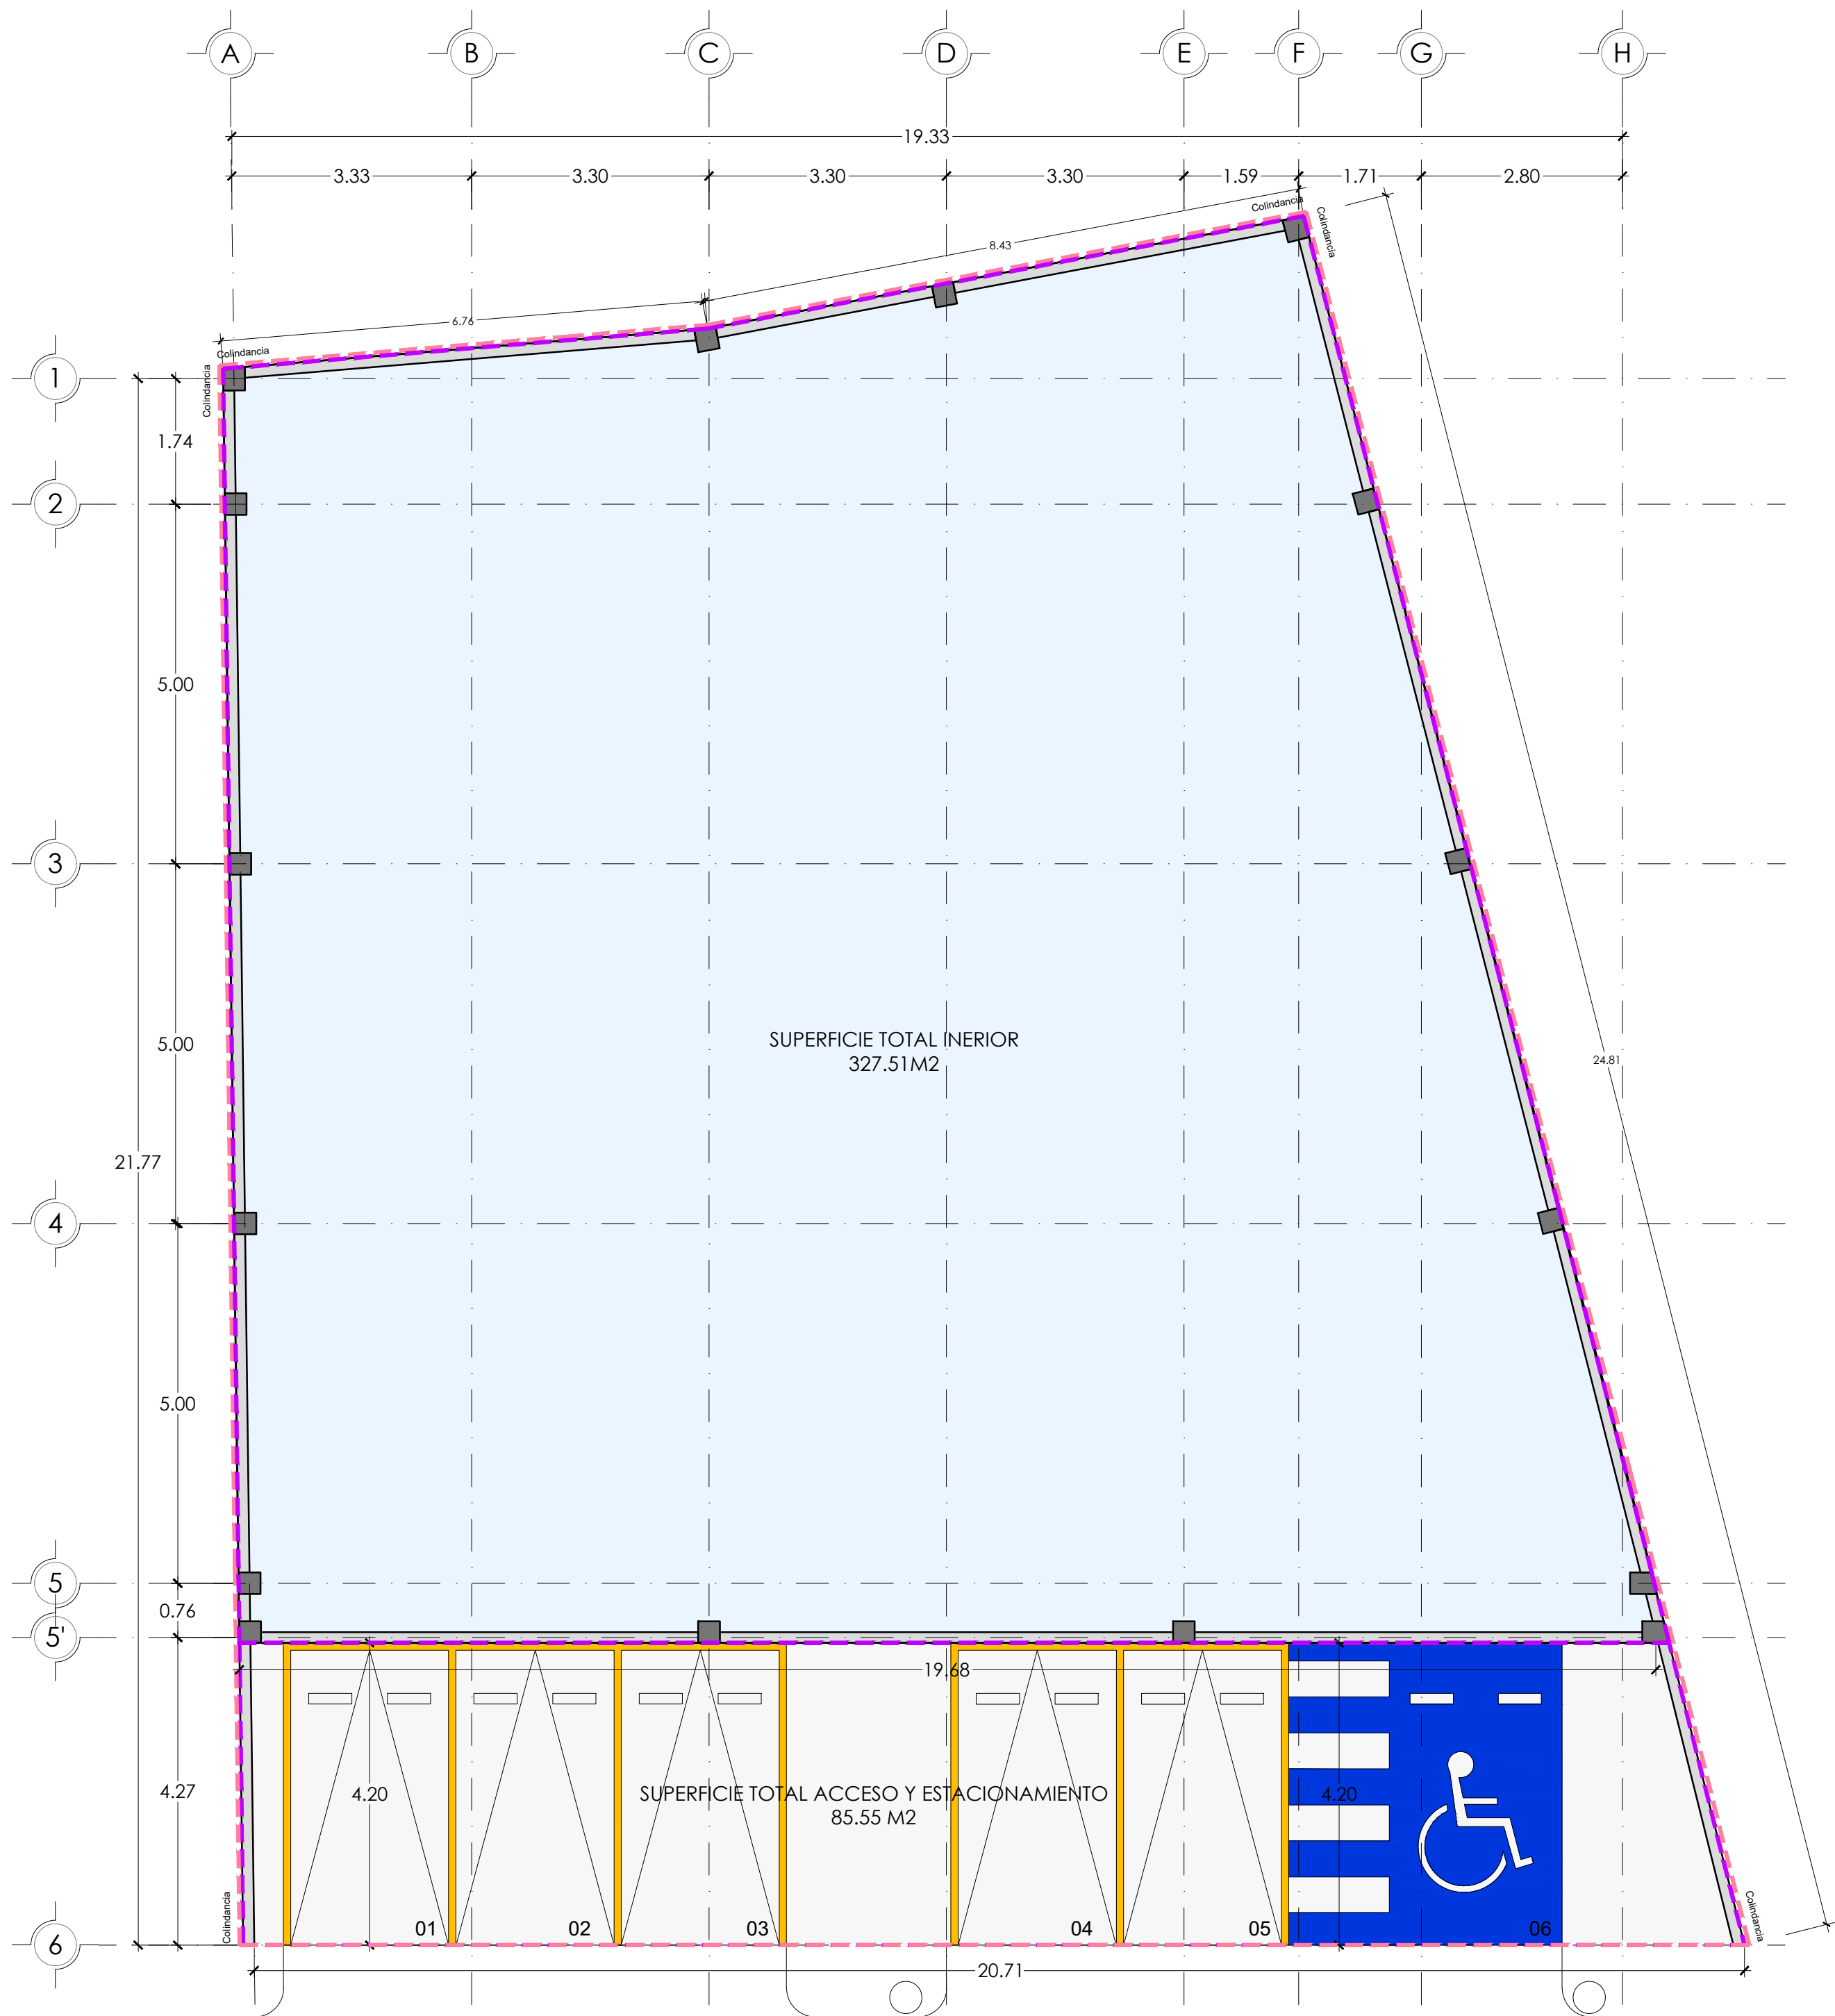 A B C D E F G H
19.33
3.33 3.30 3.30 3.30 1.59 1.71 2.80
Colindancia
Colindancia
8.43
6.76
Colindancia
Colindancia
1
1.74
2
5.00
3
SUPERFICIE TOTAL INERIOR
327.51M2
5.00
24.81
21.77
4
5.00
5
0.76
5'
19.68
4.27
4.20
SUPERFICIE TOTAL ACCESO Y ESTACIONAMIENTO
85.55 M2
4.20
Colindancia
Colindancia
01 02 03 04 05 06
6
20.71